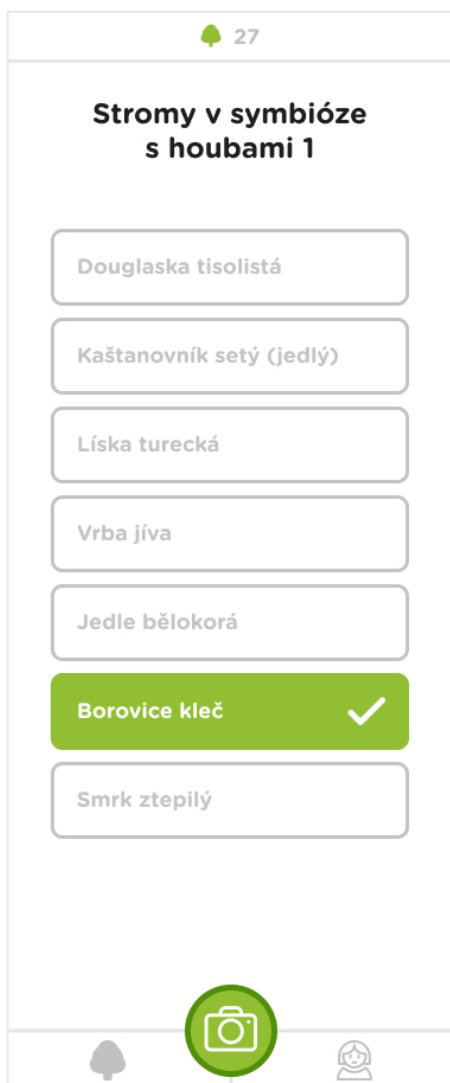 27
Stromy v symbióze
s houbami 1
Douglaska tisolistá
Kaštanovník setý (jedlý)
Líska turecká
Vrba jíva
Jedle bělokorá
Borovice kleč
Smrk ztepilý